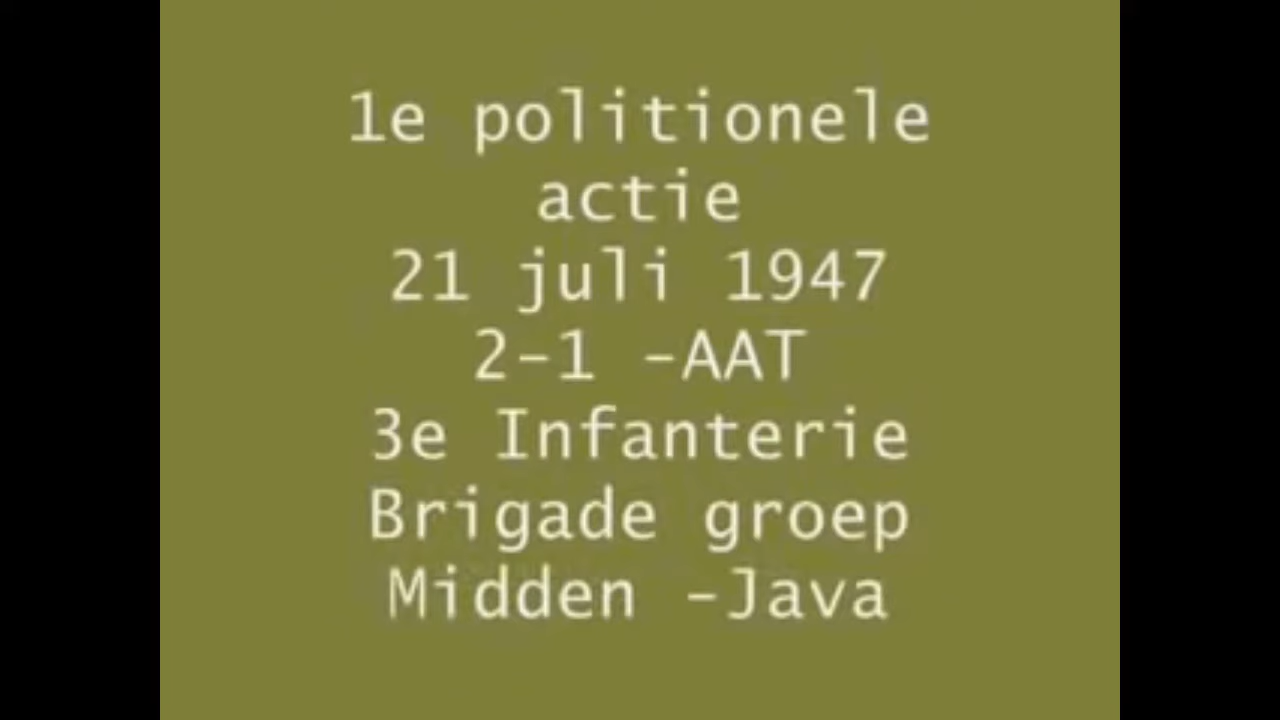 1e politionele
actie
21 juli 1947
2-1 -AAT
3e Infanterie
Brigade groep
Midden -Java